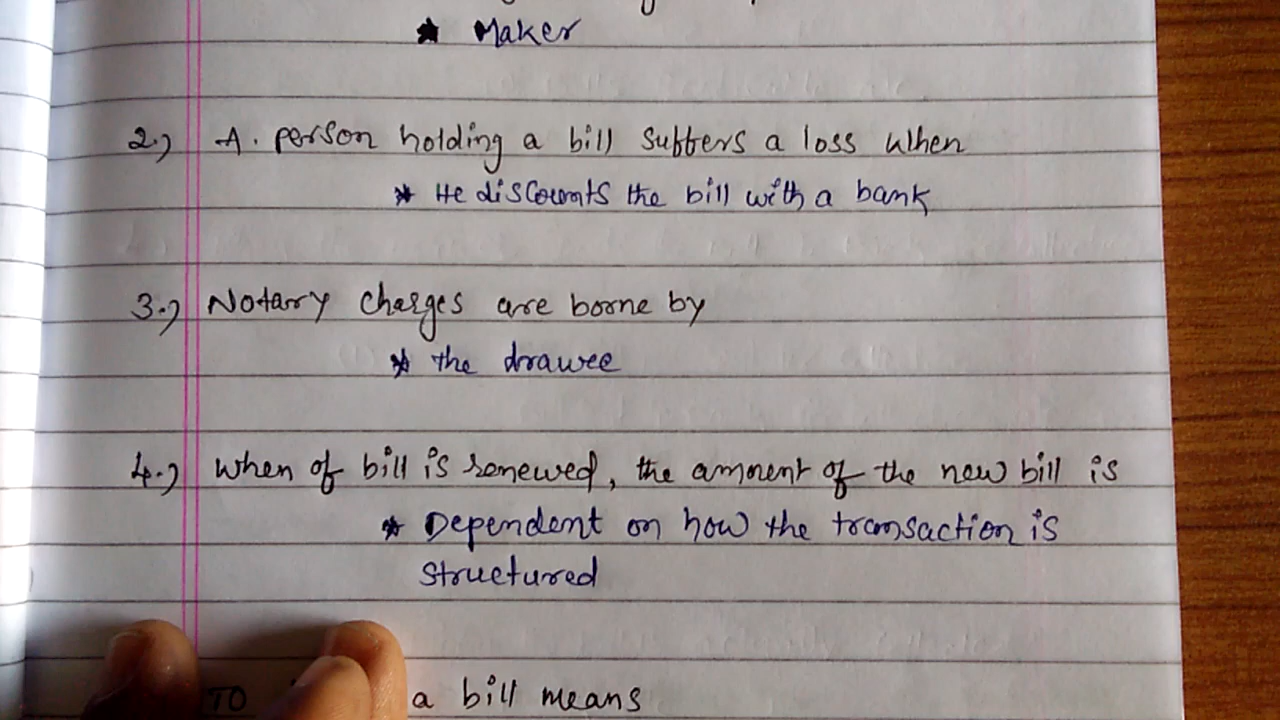 ★ Maker
2.) A. person holding a bill suffers a loss when
★ He discounts the bill with a bank
3.) Notary charges are borne by
★ the drawee
4.) When of bill is renewed, the amount of the new bill is
★ Dependent on how the transaction is
structured
To a bill means